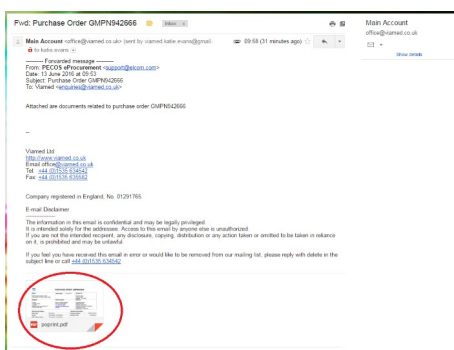 Fwd: Purchase Order GMPN942666
Inbox x
Main Account <office@viamed.co.uk> (sent by viamed.katie.evans@gmail.
09:58 (31 minutes ago)
to katie.evans
---------- Forwarded message ----------
From: PECOS eProcurement <support@elcom.com>
Date: 13 June 2016 at 09:53
Subject: Purchase Order GMPN942666
To: Viamed <enquiries@viamed.co.uk>
Attached are documents related to purchase order GMPN942666
--
Viamed Ltd
http://www.viamed.co.uk
Email office@viamed.co.uk
Tel: +44 (0)1535 634542
Fax: +44 (0)1535 635582
Company registered in England, No. 01291765.
E-mail Disclaimer
---------------
The information in this email is confidential and may be legally privileged.
It is intended solely for the addressee. Access to this email by anyone else is unauthorized.
If you are not the intended recipient, any disclosure, copying, distribution or any action taken or omitted to be taken in reliance
on it, is prohibited and may be unlawful.
If you feel you have received this email in error or would like to be removed from our mailing list, please reply with delete in the
subject line or call +44 (0)1535 634542
PDF poprint.pdf
Main Account
office@viamed.co.uk
Show details